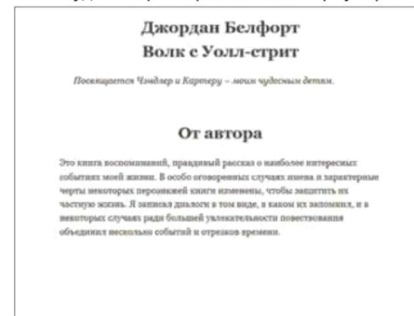 Джордан Белфорт
Волк с Уолл-стрит
Посвящается Чэндлер и Картеру – моим чудесным детям.
От автора
Это книга воспоминаний, правдивый рассказ о наиболее интересных
событиях моей жизни. В особо оговоренных случаях имена и характерные
черты некоторых персонажей книги изменены, чтобы защитить их
частную жизнь. Я записал диалоги в том виде, в каком их запомнил, и в
некоторых случаях ради большей увлекательности повествования
объединил несколько событий и отрезков времени.